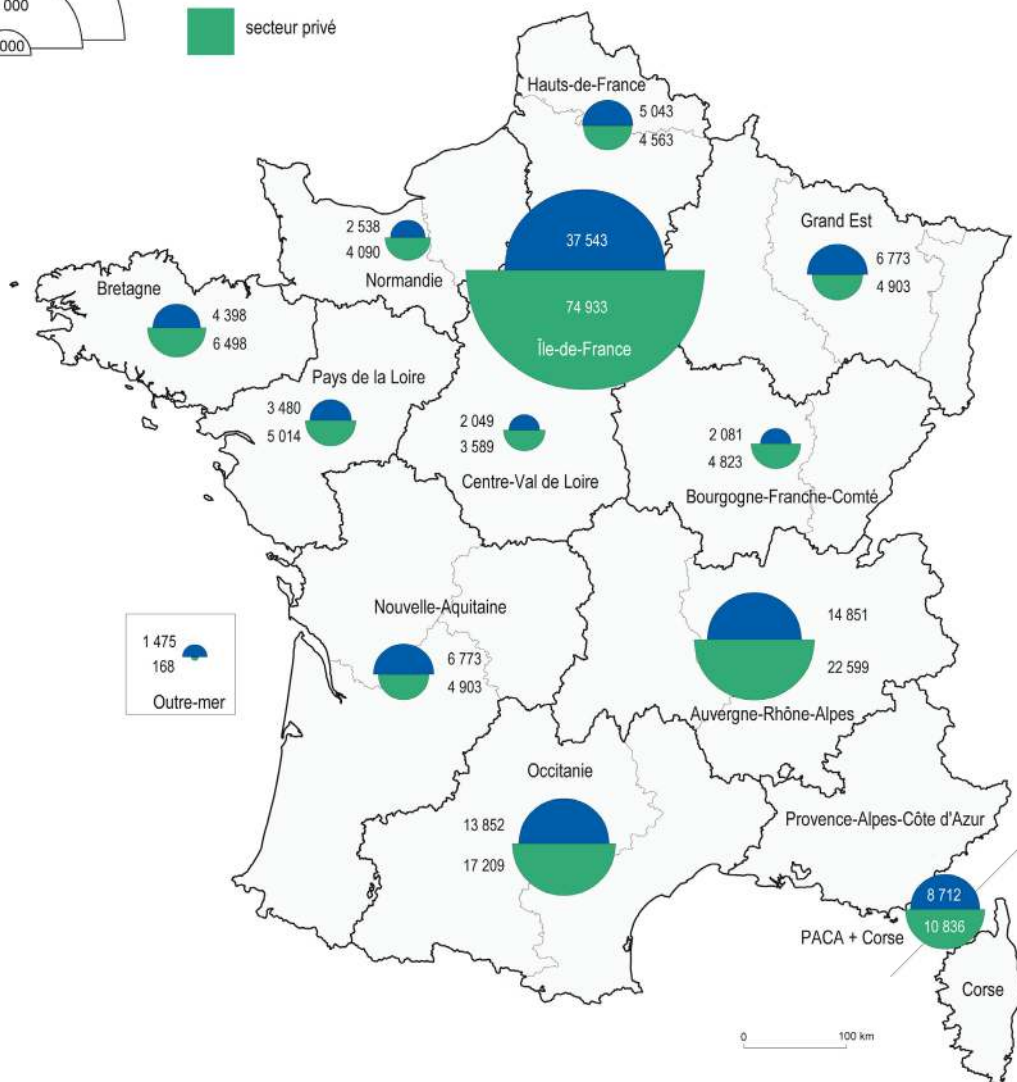 000
000
secteur privé
Hauts-de-France
5 043
4 563
37 543
74 933
Île-de-France
Grand Est
6 773
4 903
2 538
4 090
Normandie
Bretagne
4 398
6 498
Pays de la Loire
3 480
5 014
2 049
3 589
Centre-Val de Loire
2 081
4 823
Bourgogne-Franche-Comté
Nouvelle-Aquitaine
6 773
4 903
14 851
22 599
Auvergne-Rhône-Alpes
1 475
168
Outre-mer
Occitanie
13 852
17 209
Provence-Alpes-Côte d'Azur
8 712
10 836
PACA + Corse
Corse
0
100 km